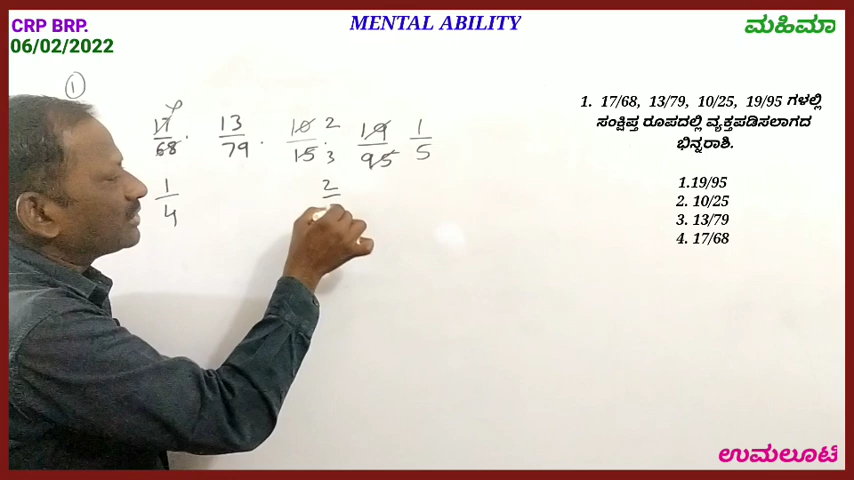 CRP BRP.
06/02/2022
MENTAL ABILITY
ಮಹಿಮಾ
1
17/68 . 13/79 . 10/15 2/3 . 19/95 1/5
1/4 2/
1. 17/68, 13/79, 10/25, 19/95 ಗಳಲ್ಲಿ
ಸಂಕ್ಷಿಪ್ತ ರೂಪದಲ್ಲಿ ವ್ಯಕ್ತಪಡಿಸಲಾಗದ
ಭಿನ್ನರಾಶಿ.
1.19/95
2. 10/25
3. 13/79
4. 17/68
ಉಮಲೂಟಿ